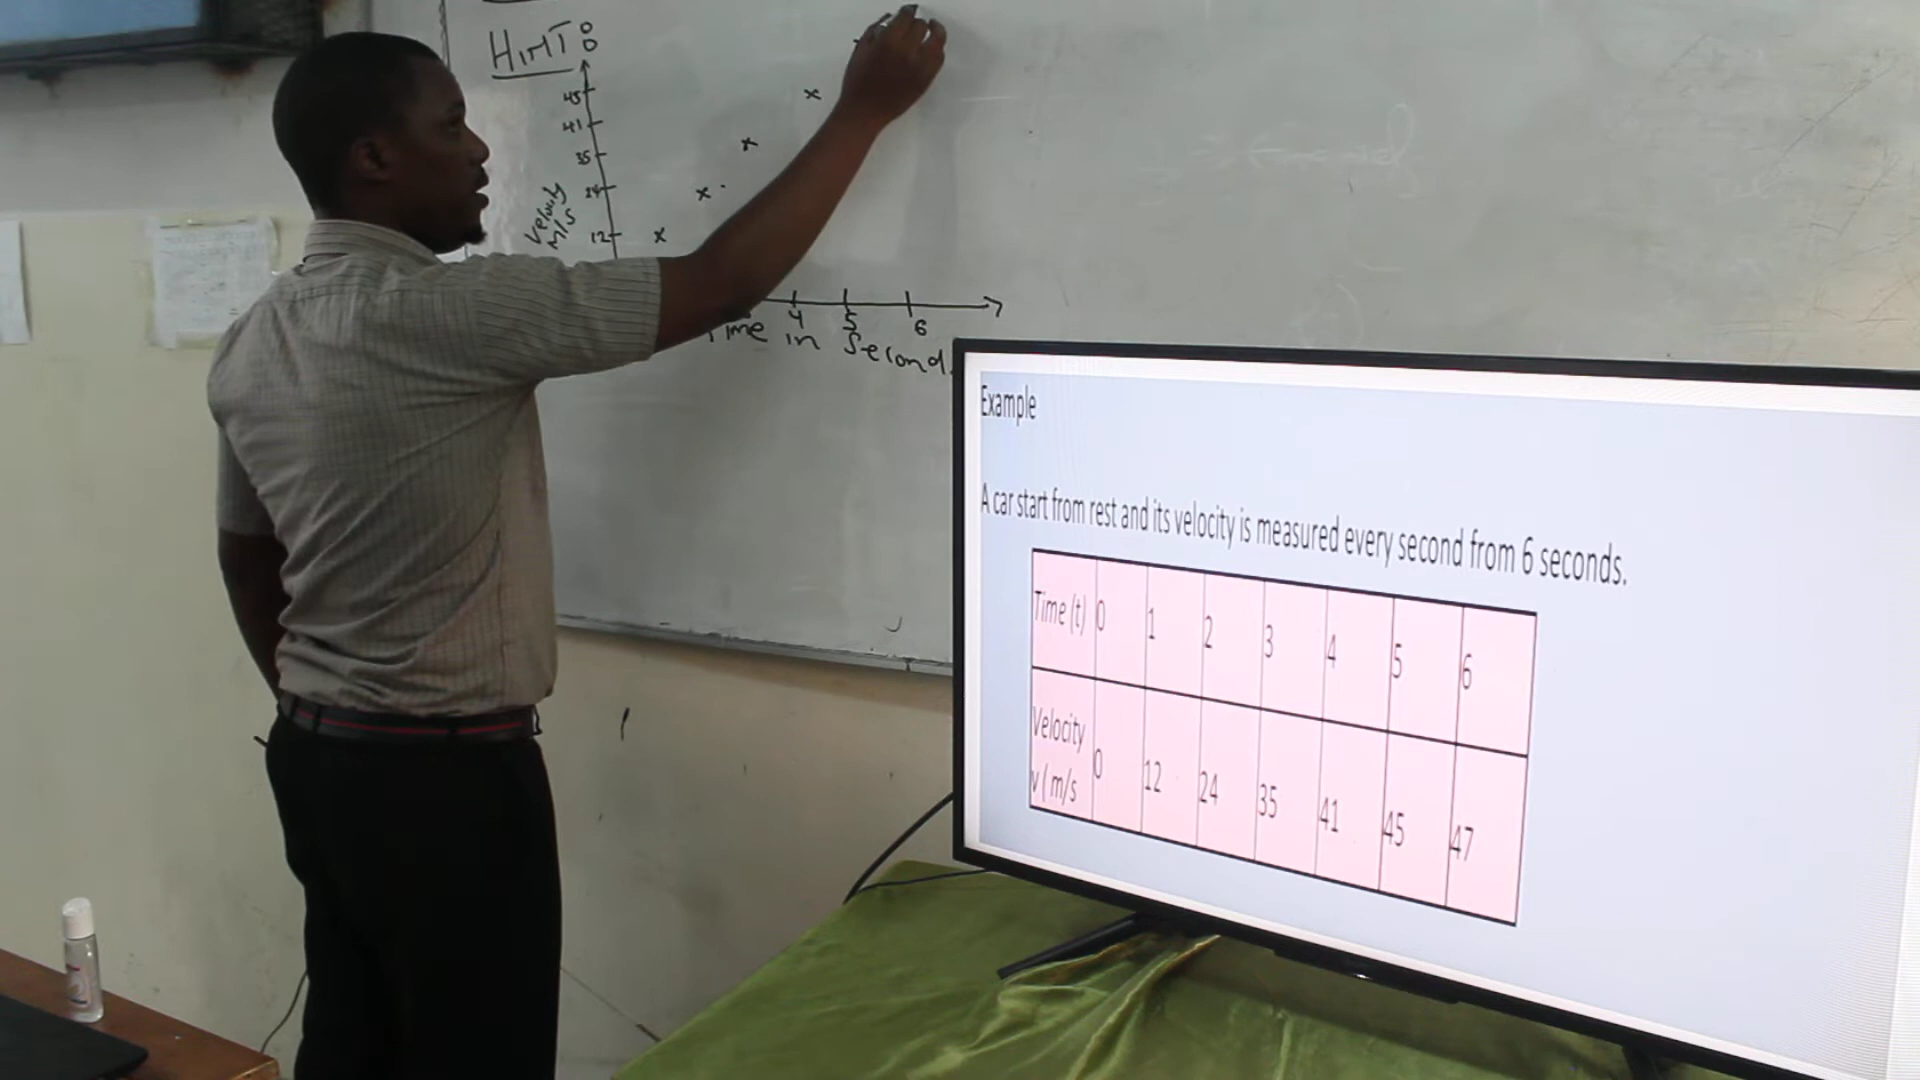 HINT:
45
41
35
24
12
Velocity
M/S
4 5 6
Time in Second
Example
A car start from rest and its velocity is measured every second from 6 seconds.
Time (t) 0 1 2 3 4 5 6
Velocity
v ( m/s 0 12 24 35 41 45 47